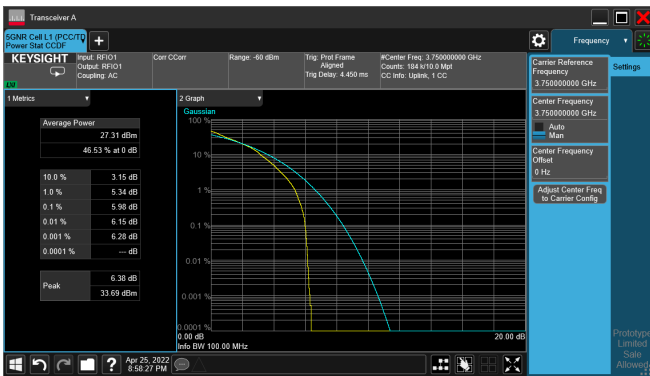 Transceiver A
5GNR Cell L1 (PCC/TD
Power Stat CCDF
Frequency
KEYSIGHT
Input: RFIO1
Output: RFIO1
Coupling: AC
Corr CCorr
Range: -60 dBm
Trig: Prot Frame
Aligned
Trig Delay: 4.450 ms
#Center Freq: 3.750000000 GHz
Counts: 184 k/10.0 Mpt
CC Info: Uplink, 1 CC
1 Metrics
Average Power
27.31 dBm
46.53 % at 0 dB
10.0 % 3.15 dB
1.0 % 5.34 dB
0.1 % 5.98 dB
0.01 % 6.15 dB
0.001 % 6.28 dB
0.0001 % --- dB
Peak
6.38 dB
33.69 dBm
2 Graph
Gaussian
100 %
10 %
1 %
0.1 %
0.01 %
0.001 %
0.0001 %
0.00 dB 20.00 dB
Info BW 100.00 MHz
Carrier Reference
Frequency
3.750000000 GHz
Center Frequency
3.750000000 GHz
Auto
Man
Center Frequency
Offset
0 Hz
Adjust Center Freq
to Carrier Config
Settings
Prototype
Limited
Sale
Allowed
?
Apr 25, 2022
8:58:27 PM